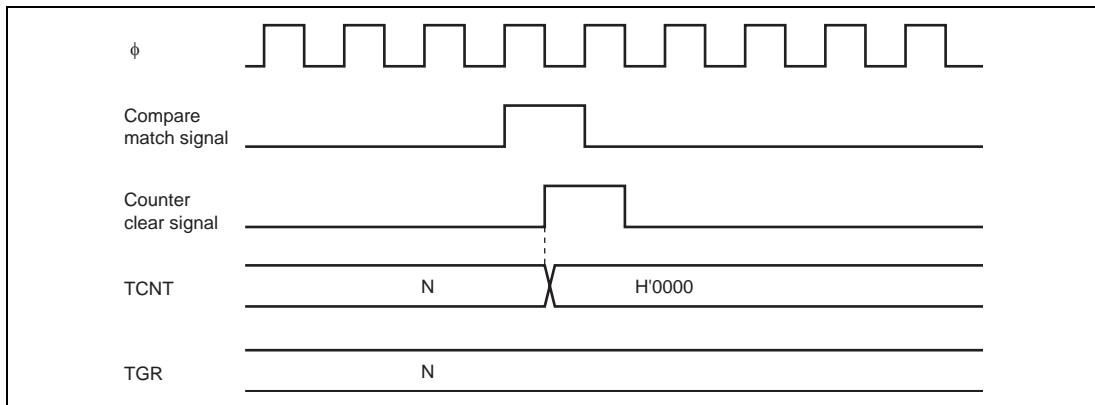 ϕ
Compare
match signal
Counter
clear signal
TCNT
N
H'0000
TGR
N